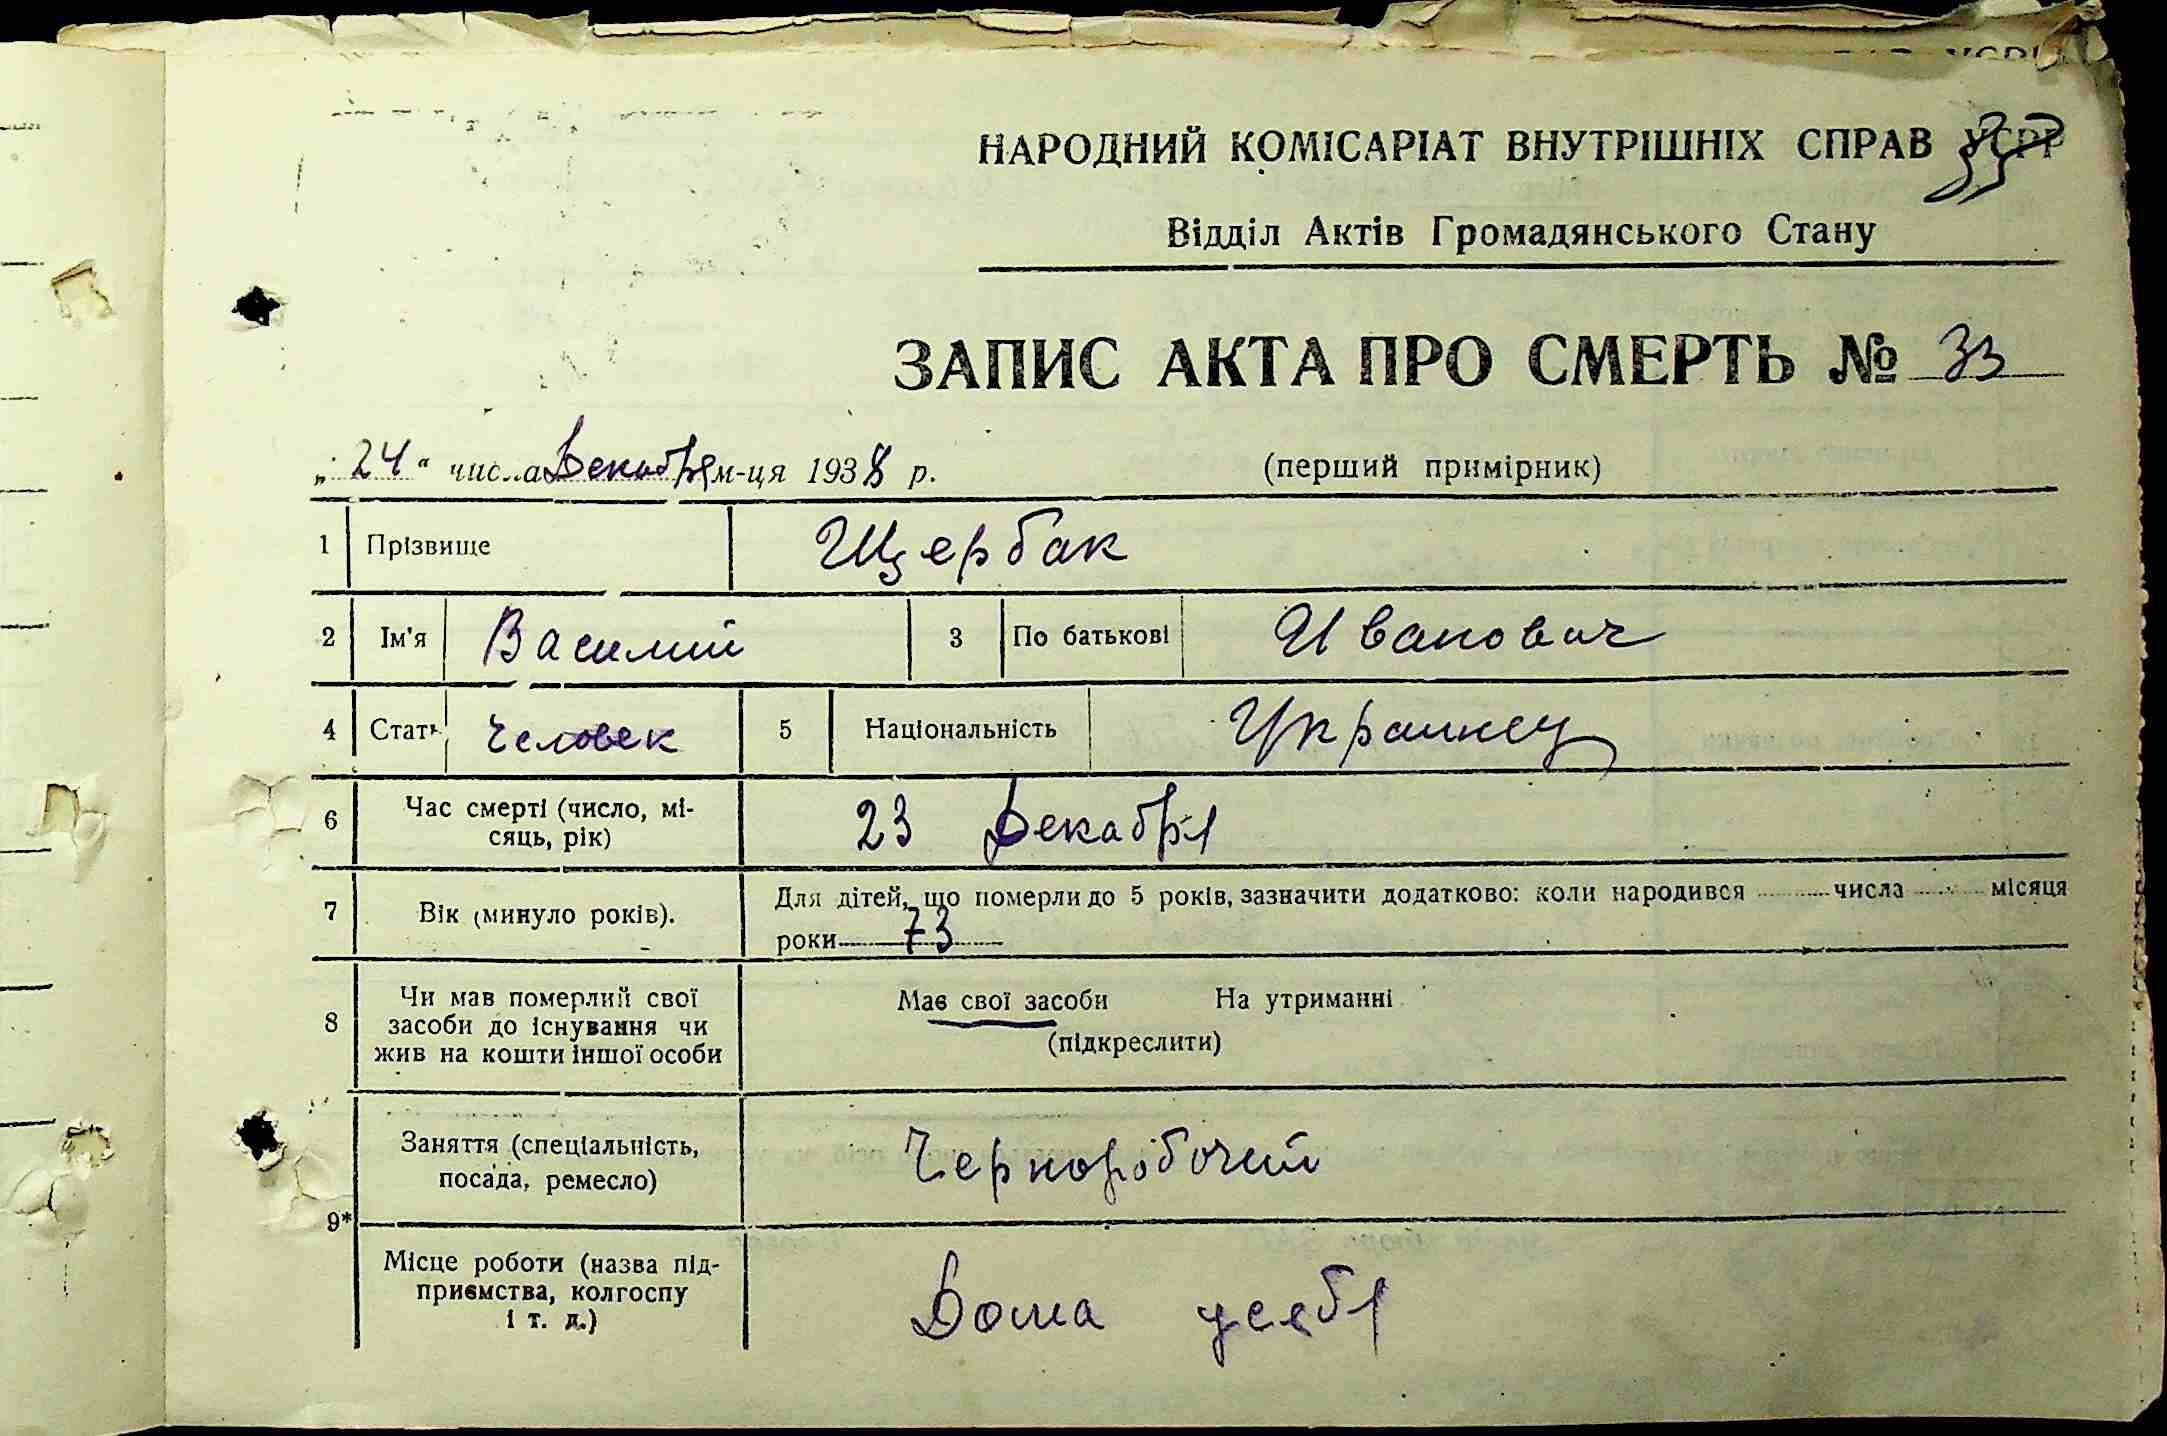 НАРОДНИЙ КОМІСАРІАТ ВНУТРІШНІХ СПРАВ УСРР
Відділ Актів Громадянського Стану
ЗАПИС АКТА ПРО СМЕРТЬ № 33
„24“ числа Декабря м-ця 1938 р.
(перший примірник)
1 Прізвище Щербак
2 Ім'я Василий 3 По батькові Иванович
4 Стать Человек 5 Національність Украинец
6 Час смерті (число, мі-
сяць, рік) 23 Декабря
7 Вік (минуло років). Для дітей, що померли до 5 років, зазначити додатково: коли народився числа місяця
роки 73
8 Чи мав померлий свої
засоби до існування чи
жив на кошти іншої особи
Має свої засоби На утриманні
(підкреслити)
9*
Заняття (спеціальність,
посада, ремесло) Черноробочий
Місце роботи (назва під-
приємства, колгоспу
і т. д.) Дома у себя